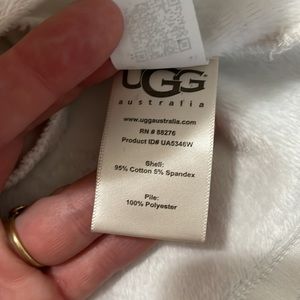 UGG
australia
www.uggaustralia.com
RN # 88276
Product ID# UA5346W
Shell:
95% Cotton 5% Spandex
Pile:
100% Polyester